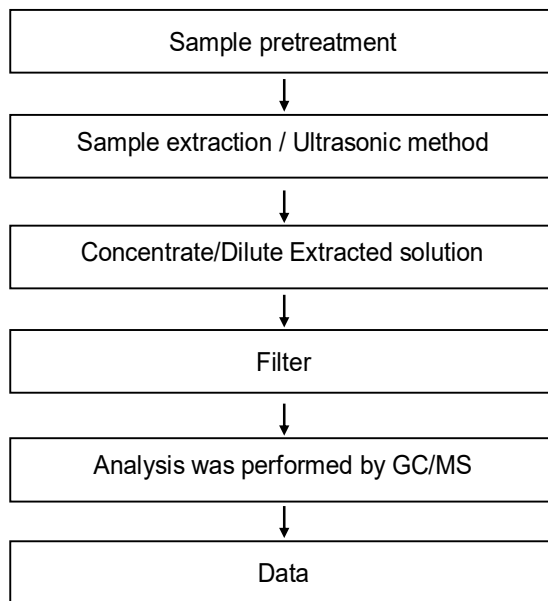 Sample pretreatment
Sample extraction / Ultrasonic method
Concentrate/Dilute Extracted solution
Filter
Analysis was performed by GC/MS
Data